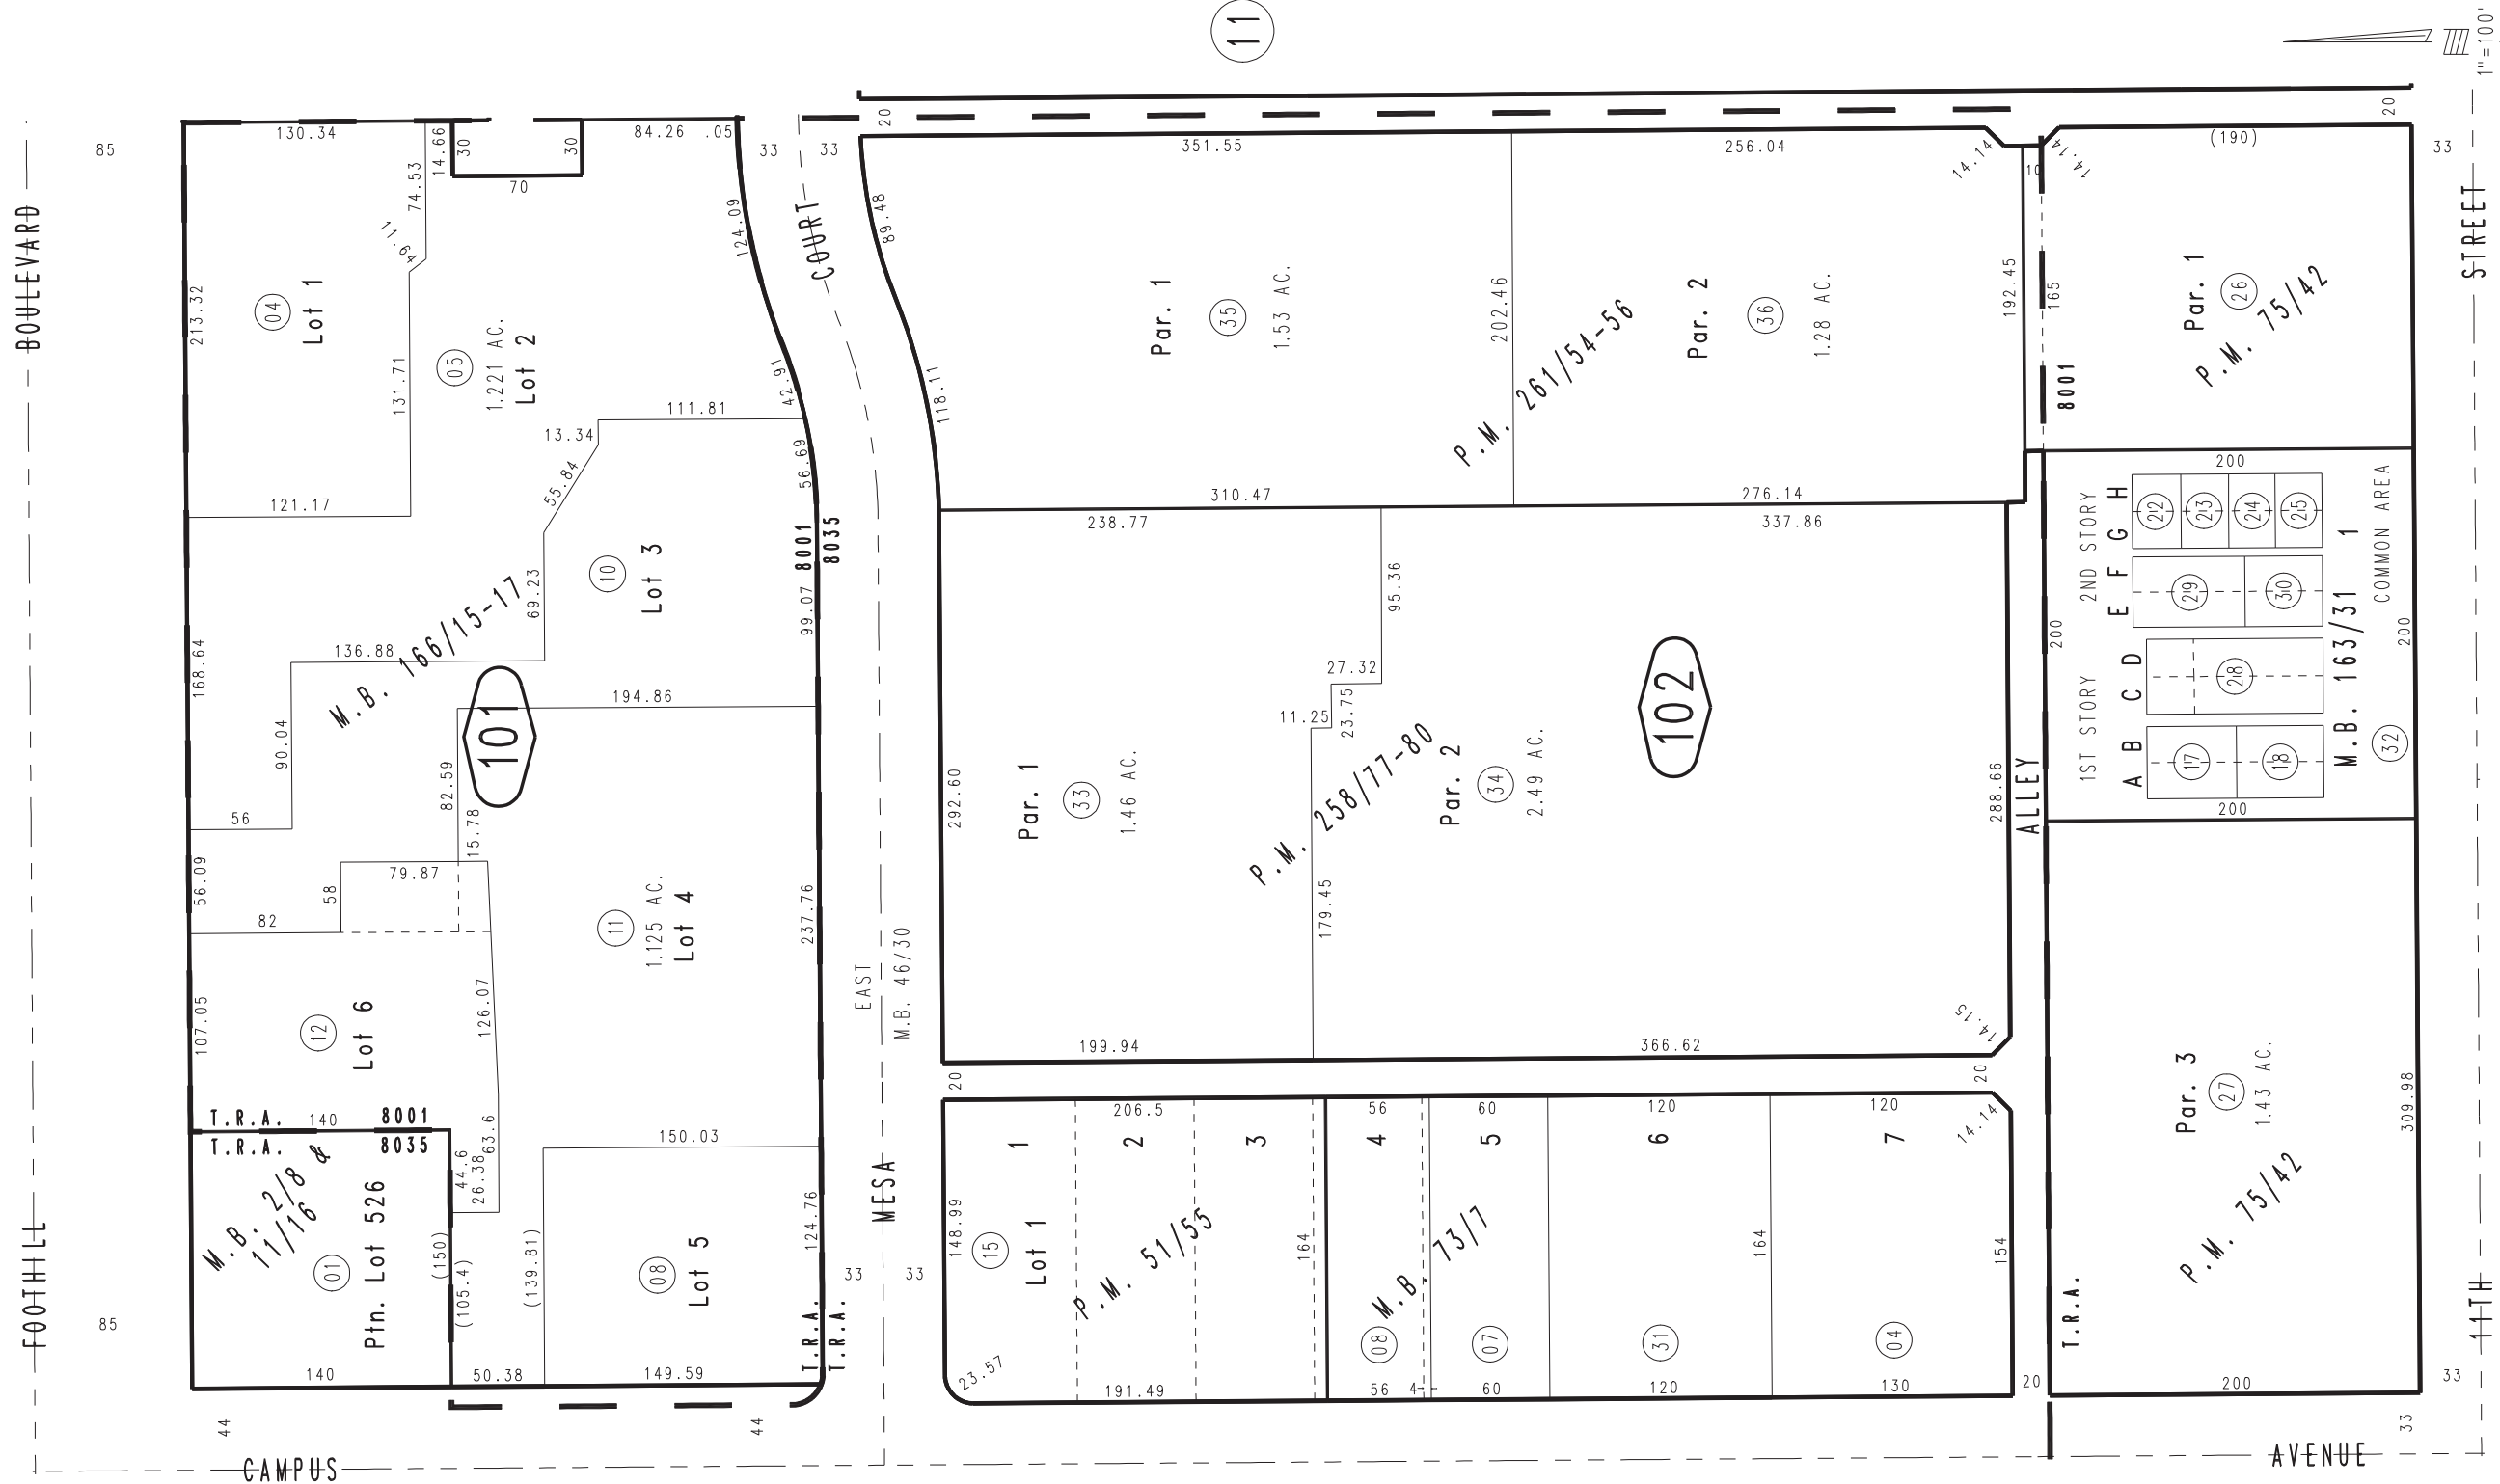 11
1"=100'
BOULEVARD
FOOTHILL
85
85
130.34
213.32
04
Lot 1
74.53
11.64
131.71
121.17
14.66
30
30
70
84.26
.05
05
1.221 AC.
Lot 2
124.09
42.91
111.81
13.34
55.84
69.23
136.88
90.04
56
168.64
M.B. 166/15-17
101
10
Lot 3
56.69
99.07
8001
8035
194.86
82.59
15.78
79.87
58
82
56.09
107.05
12
Lot 6
126.07
63.6
11
1.125 AC.
Lot 4
237.76
T.R.A.
140
8001
T.R.A.
8035
M.B. 2/8 &
11/16
01
Ptn. Lot 526
44.6
26.38
(150)
(105.4)
(139.81)
150.03
08
Lot 5
124.76
140
50.38
149.59
T.R.A.
T.R.A.
44
44
CAMPUS
AVENUE
33
33
COURT
EAST
MESA
M.B. 46/30
33
33
20
351.55
256.04
14.14
89.48
118.11
Par. 1
35
1.53 AC.
202.46
P.M. 261/54-56
Par. 2
36
1.28 AC.
192.45
310.47
276.14
10
14.14
(190)
20
33
165
8001
Par. 1
26
P.M. 75/42
STREET
11TH
238.77
337.86
95.36
27.32
23.75
11.25
179.45
292.60
Par. 1
33
1.46 AC.
P.M. 258/77-80
Par. 2
34
2.49 AC.
102
288.66
ALLEY
199.94
366.62
14.15
20
20
200
2ND STORY
1ST STORY
H
G
F
E
D
C
B
A
22
23
24
25
29
30
28
17
18
COMMON AREA
M.B. 163/31
1
32
200
200
200
206.5
56
60
120
120
14.14
1
2
3
4
5
6
7
148.99
15
Lot 1
P.M. 51/55
164
M.B. 73/7
164
154
08
07
31
04
23.57
191.49
56
4
60
120
130
20
T.R.A.
Par. 3
27
1.43 AC.
309.98
P.M. 75/42
200
33
33